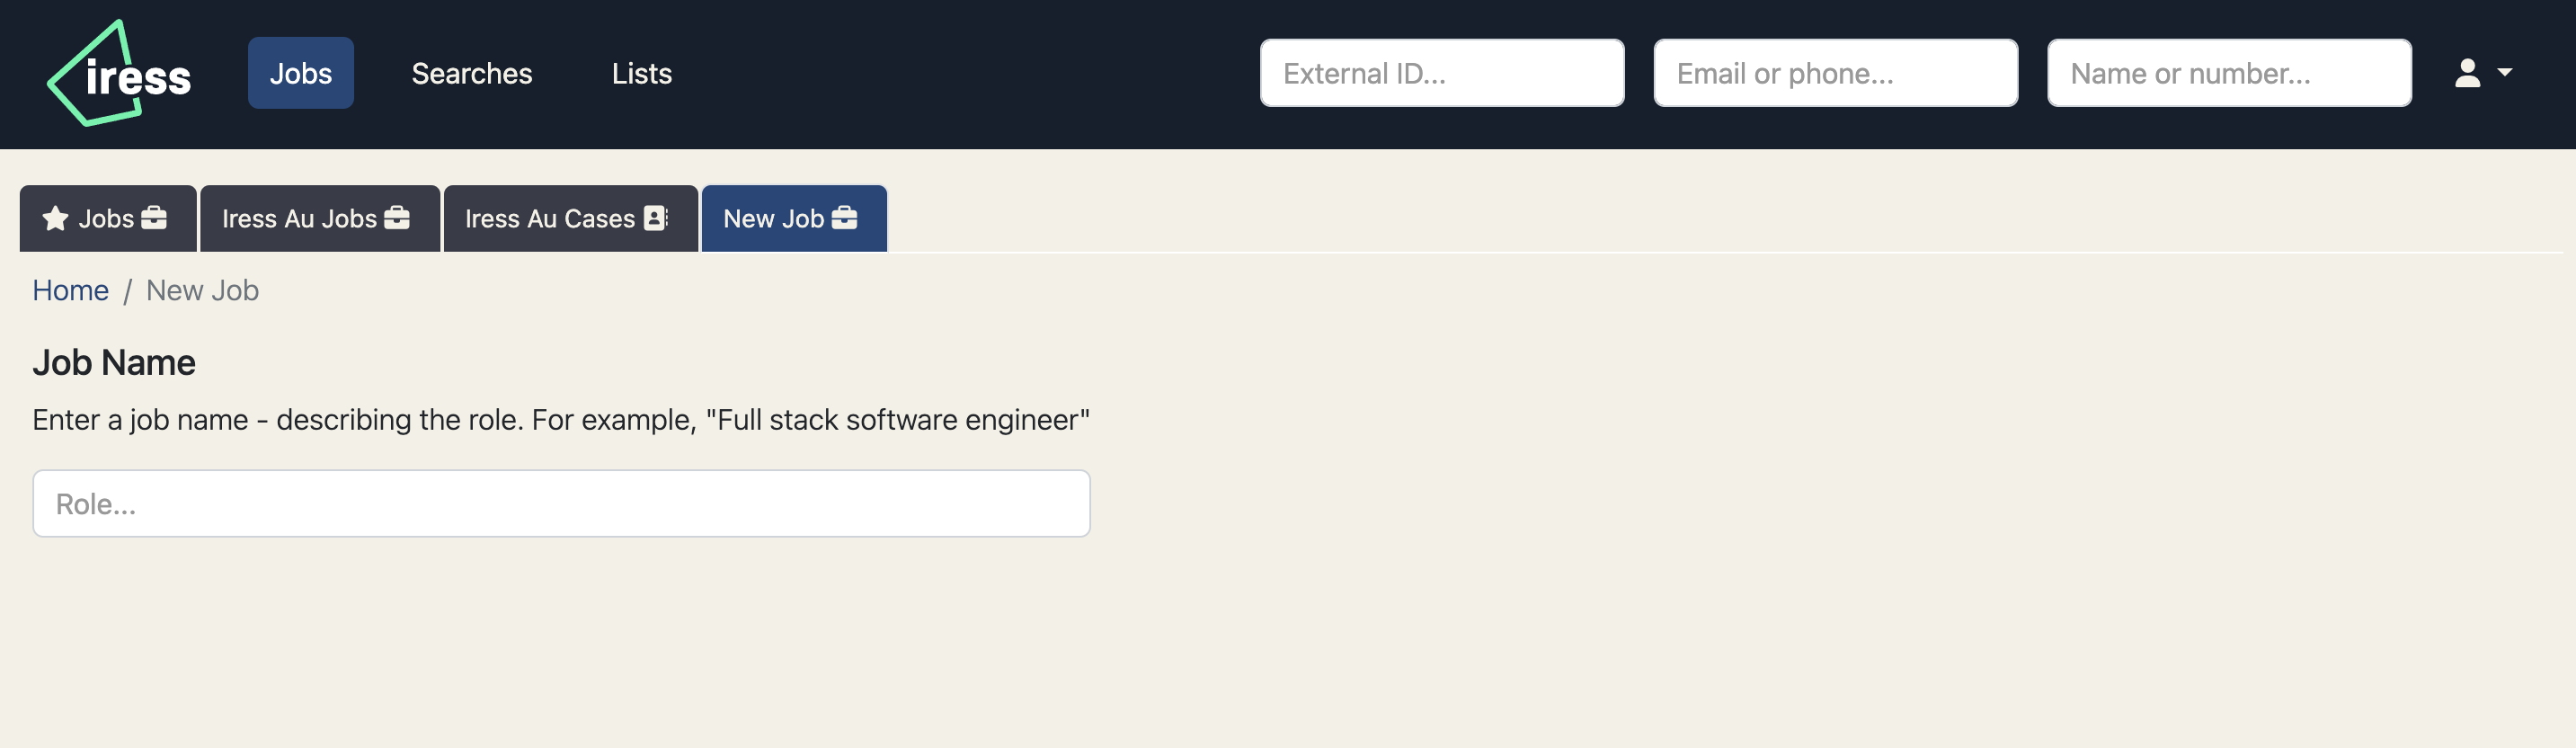 iress
Jobs
Searches
Lists
External ID...
Email or phone...
Name or number...
Jobs
Iress Au Jobs
Iress Au Cases
New Job
Home / New Job
Job Name
Enter a job name - describing the role. For example, "Full stack software engineer"
Role...